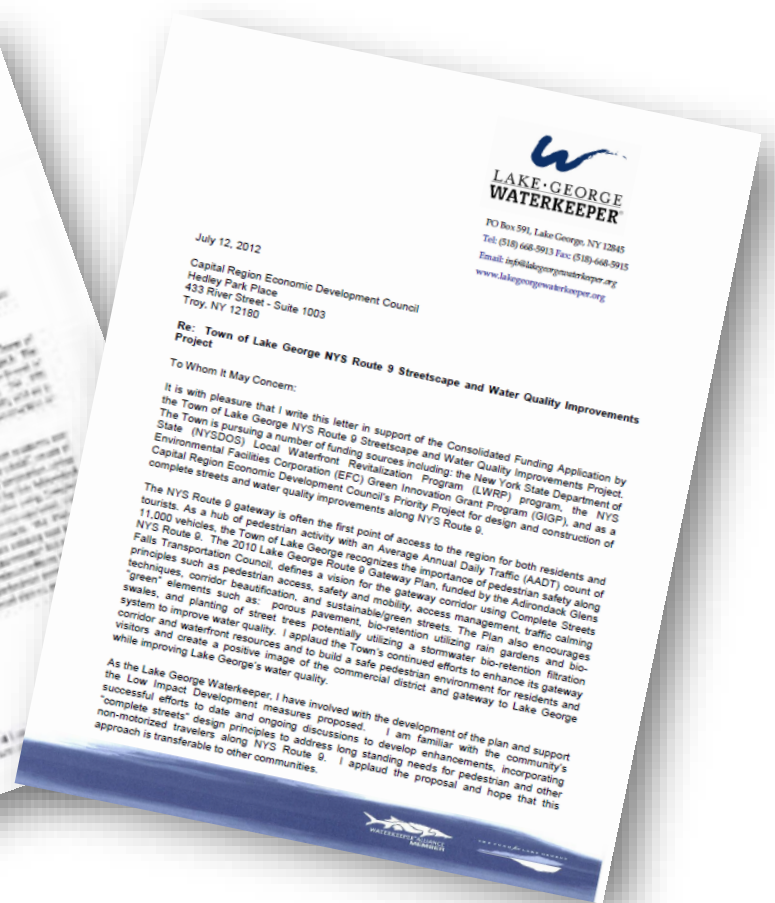 LAKE•GEORGE
WATERKEEPER®
PO Box 591, Lake George, NY 12845
Tel: (518) 668-5913 Fax: (518)-668-5915
Email: info@lakegeorgewaterkeeper.org
www.lakegeorgewaterkeeper.org
July 12, 2012
Capital Region Economic Development Council
Hedley Park Place
433 River Street - Suite 1003
Troy, NY 12180
Re: Town of Lake George NYS Route 9 Streetscape and Water Quality Improvements
Project
To Whom It May Concern:
It is with pleasure that I write this letter in support of the Consolidated Funding Application by
the Town of Lake George NYS Route 9 Streetscape and Water Quality Improvements Project.
The Town is pursuing a number of funding sources including: the New York State Department of
State (NYSDOS) Local Waterfront Revitalization Program (LWRP) program, the NYS
Environmental Facilities Corporation (EFC) Green Innovation Grant Program (GIGP), and as a
Capital Region Economic Development Council's Priority Project for design and construction of
complete streets and water quality improvements along NYS Route 9.
The NYS Route 9 gateway is often the first point of access to the region for both residents and
tourists. As a hub of pedestrian activity with an Average Annual Daily Traffic (AADT) count of
11,000 vehicles, the Town of Lake George recognizes the importance of pedestrian safety along
NYS Route 9. The 2010 Lake George Route 9 Gateway Plan, funded by the Adirondack Glens
Falls Transportation Council, defines a vision for the gateway corridor using Complete Streets
principles such as pedestrian access, safety and mobility, access management, traffic calming
techniques, corridor beautification, and sustainable/green streets. The Plan also encourages
"green" elements such as: porous pavement, bio-retention utilizing rain gardens and bio-
swales, and planting of street trees potentially utilizing a stormwater bio-retention filtration
system to improve water quality. I applaud the Town's continued efforts to enhance its gateway
corridor and waterfront resources and to build a safe pedestrian environment for residents and
visitors and create a positive image of the commercial district and gateway to Lake George
while improving Lake George's water quality.
As the Lake George Waterkeeper, I have involved with the development of the plan and support
the Low Impact Development measures proposed. I am familiar with the community's
successful efforts to date and ongoing discussions to develop enhancements, incorporating
"complete streets" design principles to address long standing needs for pedestrian and other
non-motorized travelers along NYS Route 9. I applaud the proposal and hope that this
approach is transferable to other communities.
WATERKEEPER ALLIANCE
MEMBER